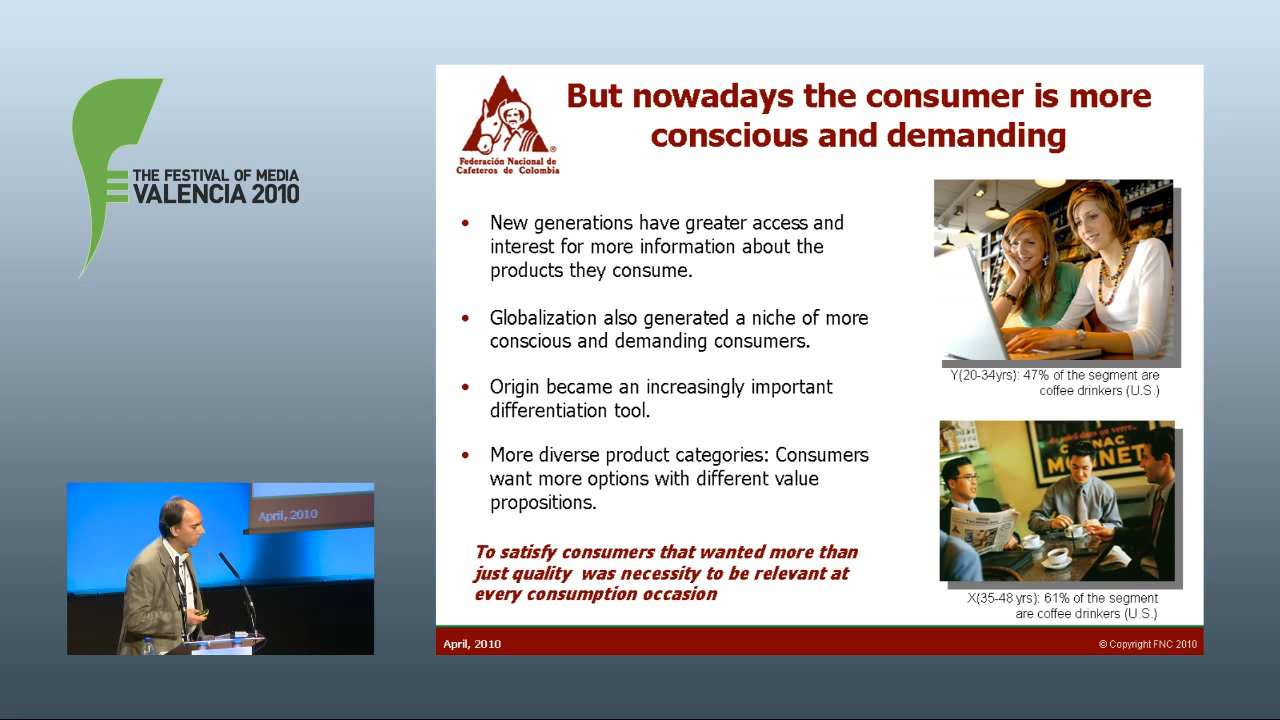 THE FESTIVAL OF MEDIA
VALENCIA 2010
April, 2010
Federación Nacional de
Cafeteros de Colombia
But nowadays the consumer is more
conscious and demanding
• New generations have greater access and
interest for more information about the
products they consume.
• Globalization also generated a niche of more
conscious and demanding consumers.
• Origin became an increasingly important
differentiation tool.
• More diverse product categories: Consumers
want more options with different value
propositions.
To satisfy consumers that wanted more than
just quality was necessity to be relevant at
every consumption occasion
Y(20-34yrs): 47% of the segment are
coffee drinkers (U.S.)
X(35-48 yrs): 61% of the segment
are coffee drinkers (U.S.)
April, 2010
© Copyright FNC 2010